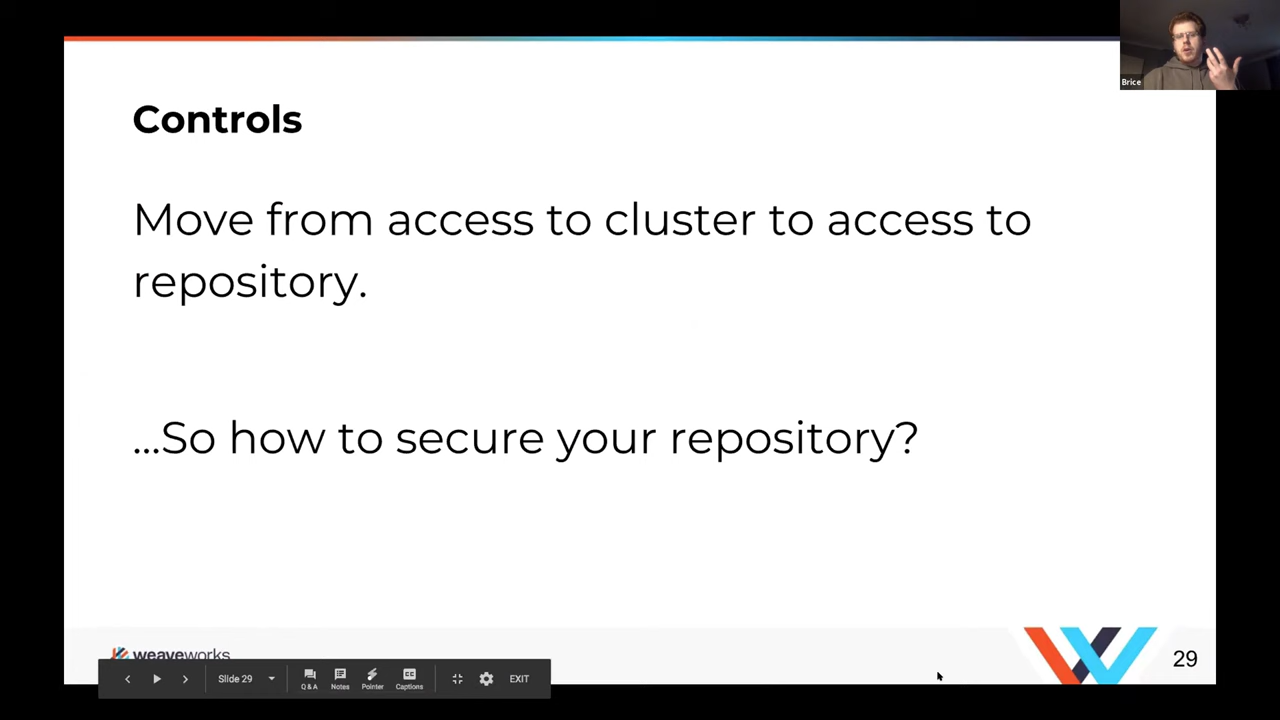 Brice
Controls
Move from access to cluster to access to
repository.
...So how to secure your repository?
weaveworks
29
Slide 29
Q & A
Notes
Pointer
Captions
EXIT